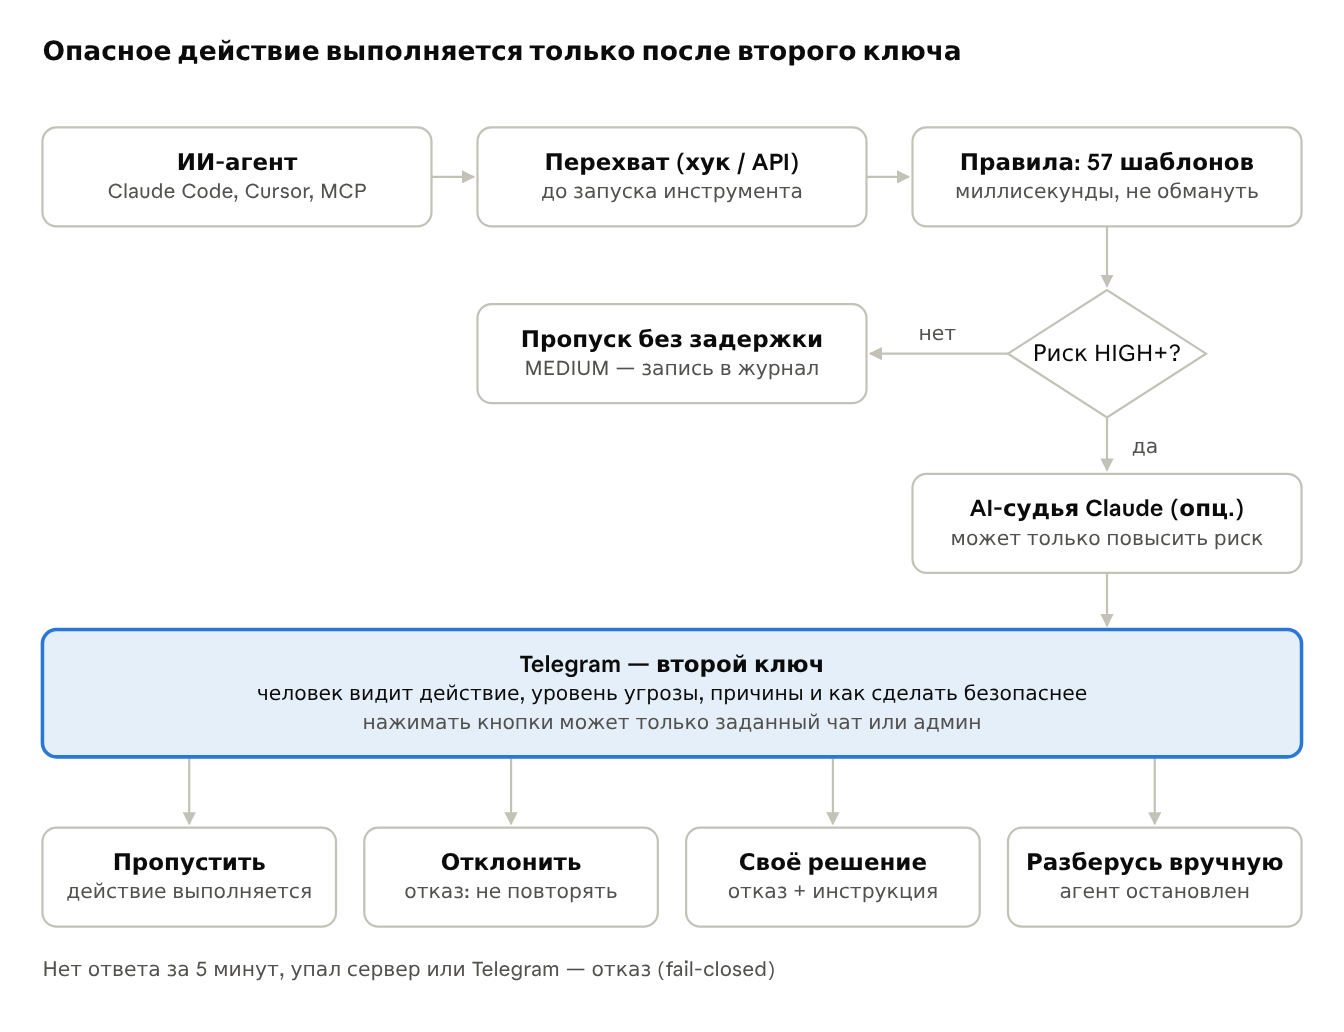 Опасное действие выполняется только после второго ключа
ИИ-агент
Claude Code, Cursor, MCP
Перехват (хук / API)
до запуска инструмента
Правила: 57 шаблонов
миллисекунды, не обмануть
Риск HIGH+?
нет
Пропуск без задержки
MEDIUM — запись в журнал
да
AI-судья Claude (опц.)
может только повысить риск
Telegram — второй ключ
человек видит действие, уровень угрозы, причины и как сделать безопаснее
нажимать кнопки может только заданный чат или админ
Пропустить
действие выполняется
Отклонить
отказ: не повторять
Своё решение
отказ + инструкция
Разберусь вручную
агент остановлен
Нет ответа за 5 минут, упал сервер или Telegram — отказ (fail-closed)